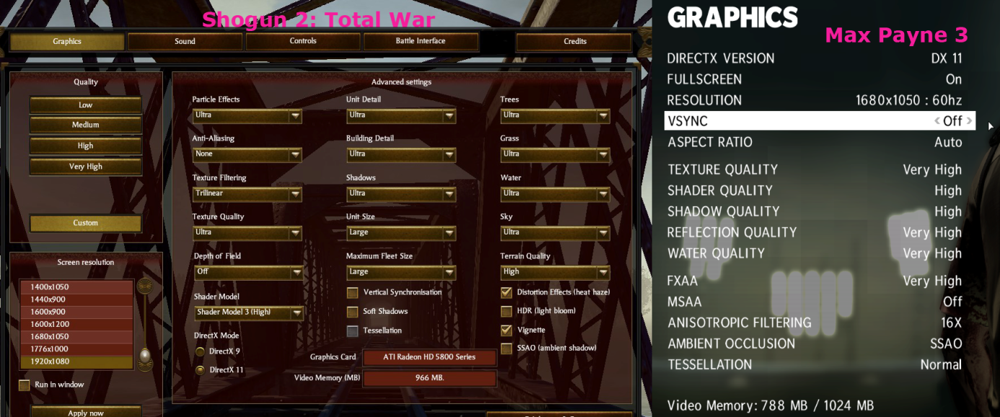 Shogun 2: Total War
Graphics
Sound
Controls
Battle Interface
Credits
Quality
Low
Medium
High
Very High
Custom
Screen resolution
1400x1050
1440x900
1600x900
1600x1200
1680x1050
1776x1000
1920x1080
Run in window
Apply now
Advanced settings
Particle Effects
Ultra
Anti-Aliasing
None
Texture Filtering
Trilinear
Texture Quality
Ultra
Depth of Field
Off
Shader Model
Shader Model 3 (High)
DirectX Mode
DirectX 9
DirectX 11
Unit Detail
Ultra
Building Detail
Ultra
Shadows
Ultra
Unit Size
Large
Maximum Fleet Size
Large
Vertical Synchronisation
Soft Shadows
Tessellation
Trees
Ultra
Grass
Ultra
Water
Ultra
Sky
Ultra
Terrain Quality
High
Distortion Effects (heat haze)
HDR (light bloom)
Vignette
SSAO (ambient shadow)
Graphics Card ATI Radeon HD 5800 Series
Video Memory (MB) 966 MB.
GRAPHICS
Max Payne 3
DIRECTX VERSION DX 11
FULLSCREEN On
RESOLUTION 1680x1050 : 60hz
VSYNC < Off >
ASPECT RATIO Auto
TEXTURE QUALITY Very High
SHADER QUALITY High
SHADOW QUALITY High
REFLECTION QUALITY Very High
WATER QUALITY Very High
FXAA Very High
MSAA Off
ANISOTROPIC FILTERING 16X
AMBIENT OCCLUSION SSAO
TESSELLATION Normal
Video Memory: 788 MB / 1024 MB